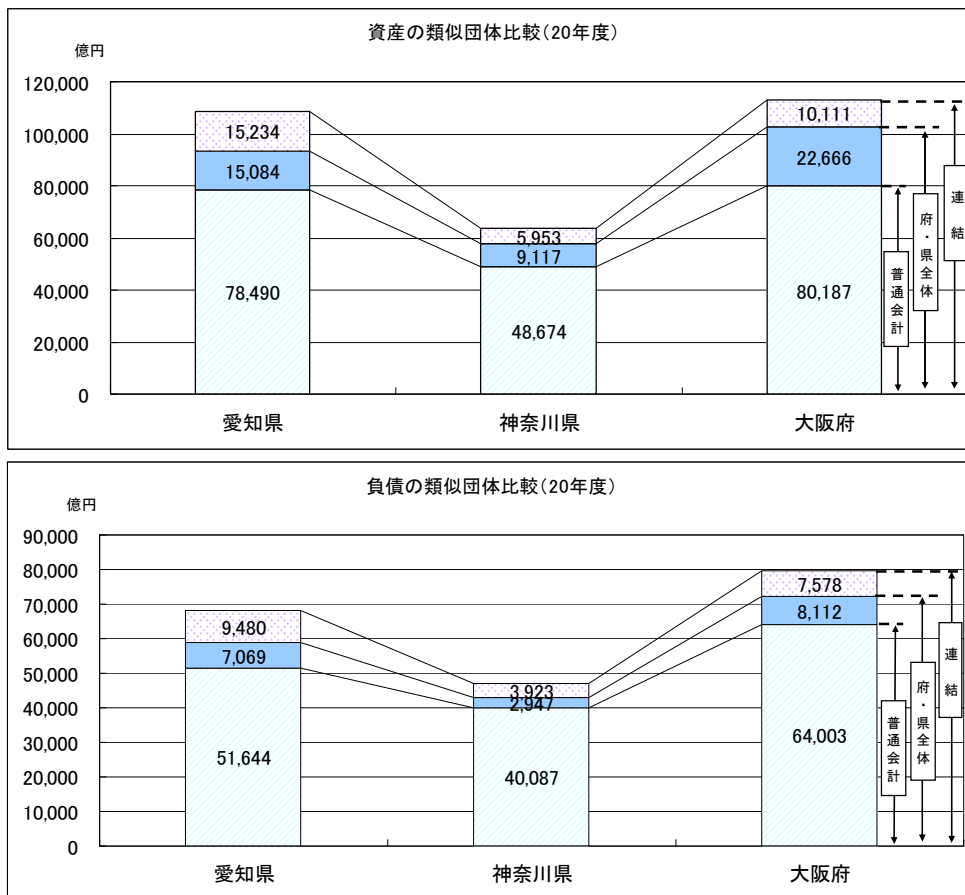 資産の類似団体比較(20年度)
億円
120,000
100,000
80,000
60,000
40,000
20,000
0
15,234
15,084
78,490
5,953
9,117
48,674
10,111
22,666
80,187
連結
府・県全体
普通会計
愛知県
神奈川県
大阪府
負債の類似団体比較(20年度)
億円
90,000
80,000
70,000
60,000
50,000
40,000
30,000
20,000
10,000
0
9,480
7,069
51,644
3,923
2,947
40,087
7,578
8,112
64,003
連結
府・県全体
普通会計
愛知県
神奈川県
大阪府